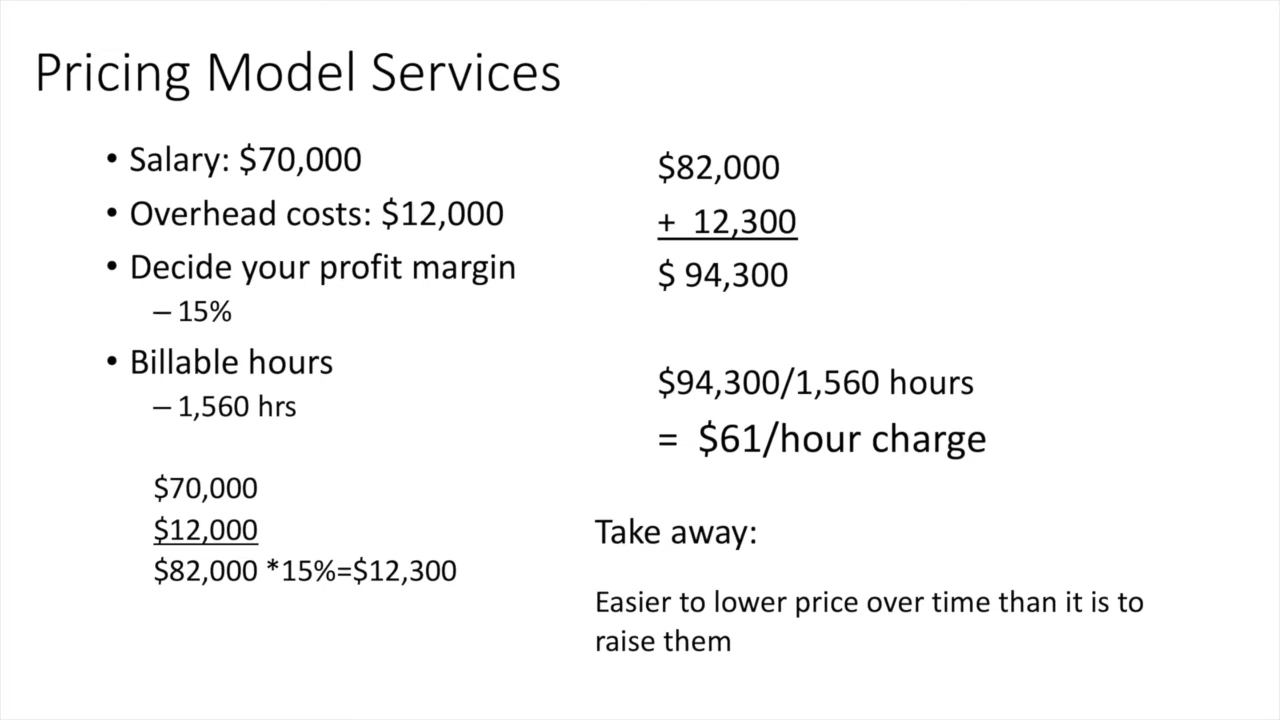 Pricing Model Services
• Salary: $70,000
• Overhead costs: $12,000
• Decide your profit margin
– 15%
• Billable hours
– 1,560 hrs
$70,000
$12,000
$82,000 *15%=$12,300
$82,000
+ 12,300
$ 94,300
$94,300/1,560 hours
= $61/hour charge
Take away:
Easier to lower price over time than it is to
raise them